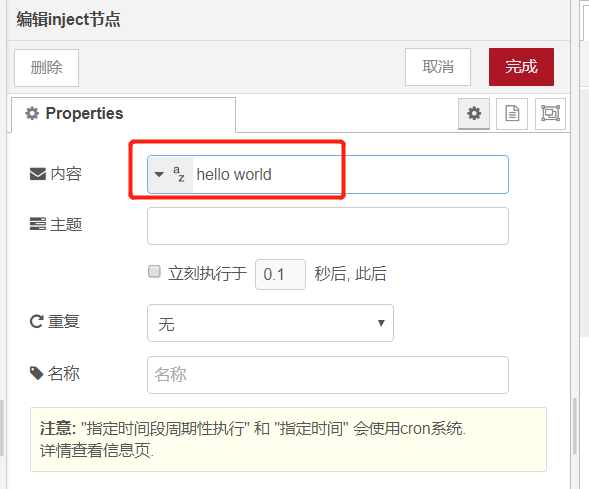 编辑inject节点
删除
取消
完成
Properties
内容
az hello world
主题
立刻执行于 0.1 秒后, 此后
重复
无
名称
名称
注意: "指定时间段周期性执行" 和 "指定时间" 会使用cron系统.
详情查看信息页.